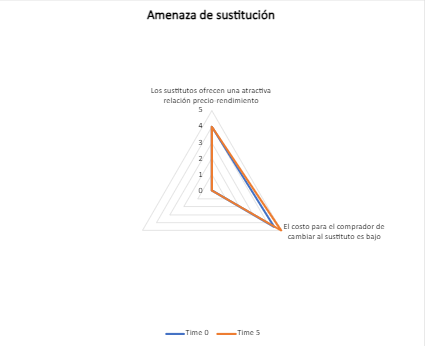 Amenaza de sustitución
Los sustitutos ofrecen una atractiva
relación precio-rendimiento
5
4
3
2
1
0
El costo para el comprador de
cambiar al sustituto es bajo
Time 0
Time 5